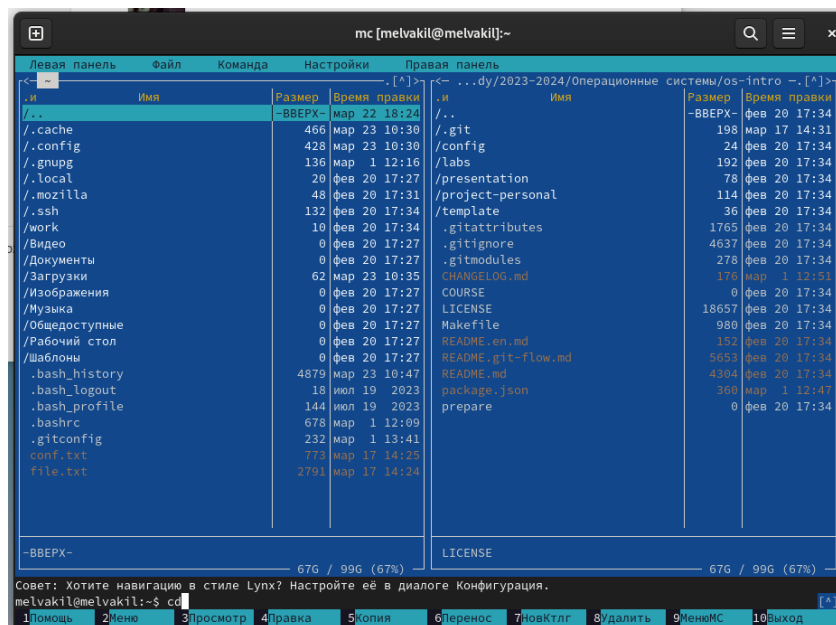 mc [melvakil@melvakil]:~
Левая панель Файл Команда Настройки Правая панель
<— ~ .[^]> <— ...dy/2023-2024/Операционные системы/os-intro —.[^]>
.и Имя Размер Время правки .и Имя Размер Время правки
/.. -ВВЕРХ- мар 22 18:24 /.. -ВВЕРХ- фев 20 17:34
/.cache 466 мар 23 10:30 /.git 198 мар 17 14:31
/.config 428 мар 23 10:30 /config 24 фев 20 17:34
/.gnupg 136 мар 1 12:16 /labs 192 фев 20 17:34
/.local 20 фев 20 17:27 /presentation 78 фев 20 17:34
/.mozilla 48 фев 20 17:31 /project-personal 114 фев 20 17:34
/.ssh 132 фев 20 17:34 /template 36 фев 20 17:34
/work 10 фев 20 17:34 .gitattributes 1765 фев 20 17:34
/Видео 0 фев 20 17:27 .gitignore 4637 фев 20 17:34
/Документы 0 фев 20 17:27 .gitmodules 278 фев 20 17:34
/Загрузки 62 мар 23 10:35 CHANGELOG.md 176 мар 1 12:51
/Изображения 0 фев 20 17:27 COURSE 0 фев 20 17:34
/Музыка 0 фев 20 17:27 LICENSE 18657 фев 20 17:34
/Общедоступные 0 фев 20 17:27 Makefile 980 фев 20 17:34
/Рабочий стол 0 фев 20 17:27 README.en.md 152 фев 20 17:34
/Шаблоны 0 фев 20 17:27 README.git-flow.md 5653 фев 20 17:34
.bash_history 4879 мар 23 10:47 README.md 4304 фев 20 17:34
.bash_logout 18 июл 19 2023 package.json 360 мар 1 12:47
.bash_profile 144 июл 19 2023 prepare 0 фев 20 17:34
.bashrc 678 мар 1 12:09
.gitconfig 232 мар 1 13:41
conf.txt 773 мар 17 14:25
file.txt 2791 мар 17 14:24
-ВВЕРХ- LICENSE
67G / 99G (67%) 67G / 99G (67%)
Совет: Хотите навигацию в стиле Lynx? Настройте её в диалоге Конфигурация.
melvakil@melvakil:~$ cd [^]
1Помощь 2Меню 3Просмотр 4Правка 5Копия 6Перенос 7НовКтлг 8Удалить 9МенюМС 10Выход